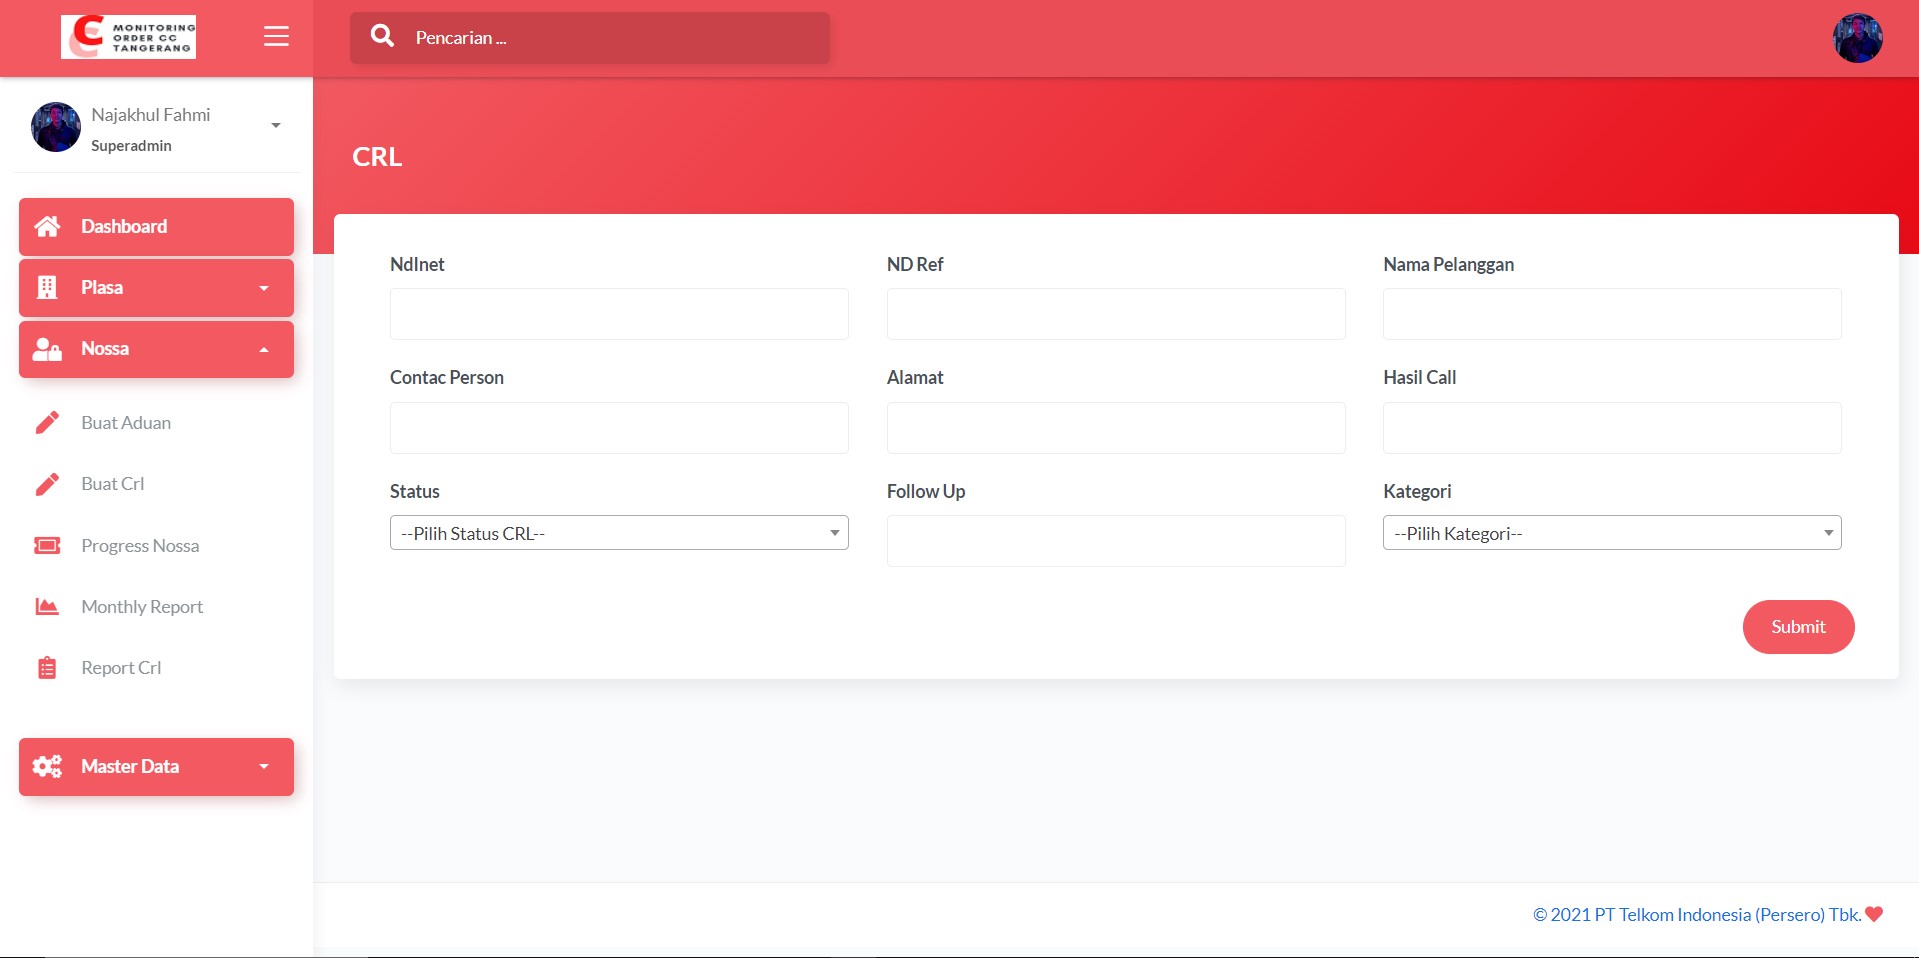 MONITORING
ORDER CC
TANGERANG
Pencarian ...
Najakhul Fahmi
Superadmin
Dashboard
Plasa
Nossa
Buat Aduan
Buat Crl
Progress Nossa
Monthly Report
Report Crl
Master Data
CRL
NdInet
ND Ref
Nama Pelanggan
Contac Person
Alamat
Hasil Call
Status
Follow Up
Kategori
--Pilih Status CRL--
--Pilih Kategori--
Submit
© 2021 PT Telkom Indonesia (Persero) Tbk.